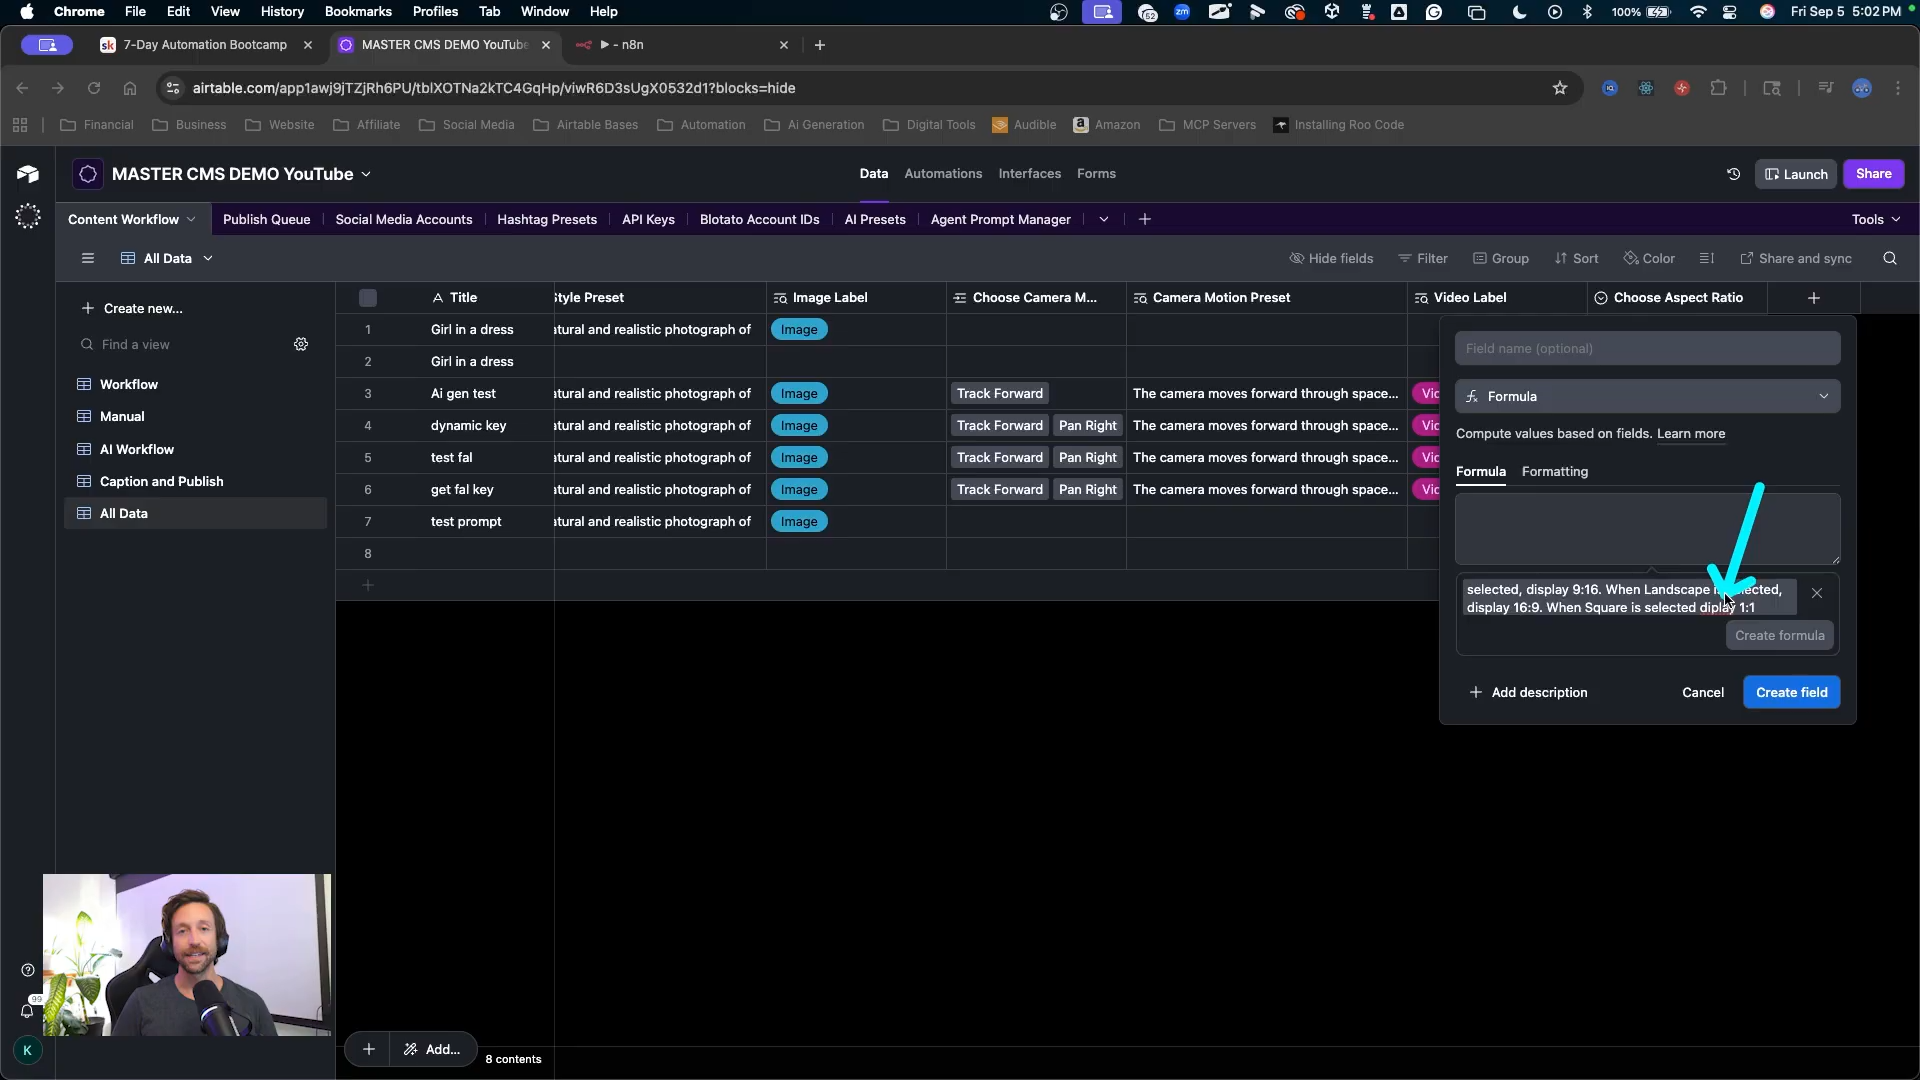 Chrome File Edit View History Bookmarks Profiles Tab Window Help 52 zm 100% Fri Sep 5 5:02 PM
sk 7-Day Automation Bootcamp MASTER CMS DEMO YouTube - n8n
airtable.com/app1awj9jTZjRh6PU/tblXOTNa2kTC4GqHp/viwR6D3sUgX0532d1?blocks=hide
Financial Business Website Affiliate Social Media Airtable Bases Automation Ai Generation Digital Tools Audible Amazon MCP Servers Installing Roo Code
MASTER CMS DEMO YouTube Data Automations Interfaces Forms Launch Share
Content Workflow Publish Queue Social Media Accounts Hashtag Presets API Keys Blotato Account IDs AI Presets Agent Prompt Manager Tools
All Data Hide fields Filter Group Sort Color Share and sync
Create new...
Find a view
Workflow
Manual
AI Workflow
Caption and Publish
All Data
Title Style Preset Image Label Choose Camera M... Camera Motion Preset Video Label Choose Aspect Ratio
1 Girl in a dress atural and realistic photograph of Image
2 Girl in a dress
3 Ai gen test atural and realistic photograph of Image Track Forward The camera moves forward through space... Vic
4 dynamic key atural and realistic photograph of Image Track Forward Pan Right The camera moves forward through space... Vic
5 test fal atural and realistic photograph of Image Track Forward Pan Right The camera moves forward through space... Vic
6 get fal key atural and realistic photograph of Image Track Forward Pan Right The camera moves forward through space... Vic
7 test prompt atural and realistic photograph of Image
8
Field name (optional)
Formula
Compute values based on fields. Learn more
Formula Formatting
selected, display 9:16. When Landscape is selected,
display 16:9. When Square is selected diplay 1:1
Create formula
Add description Cancel Create field
99
K
Add... 8 contents